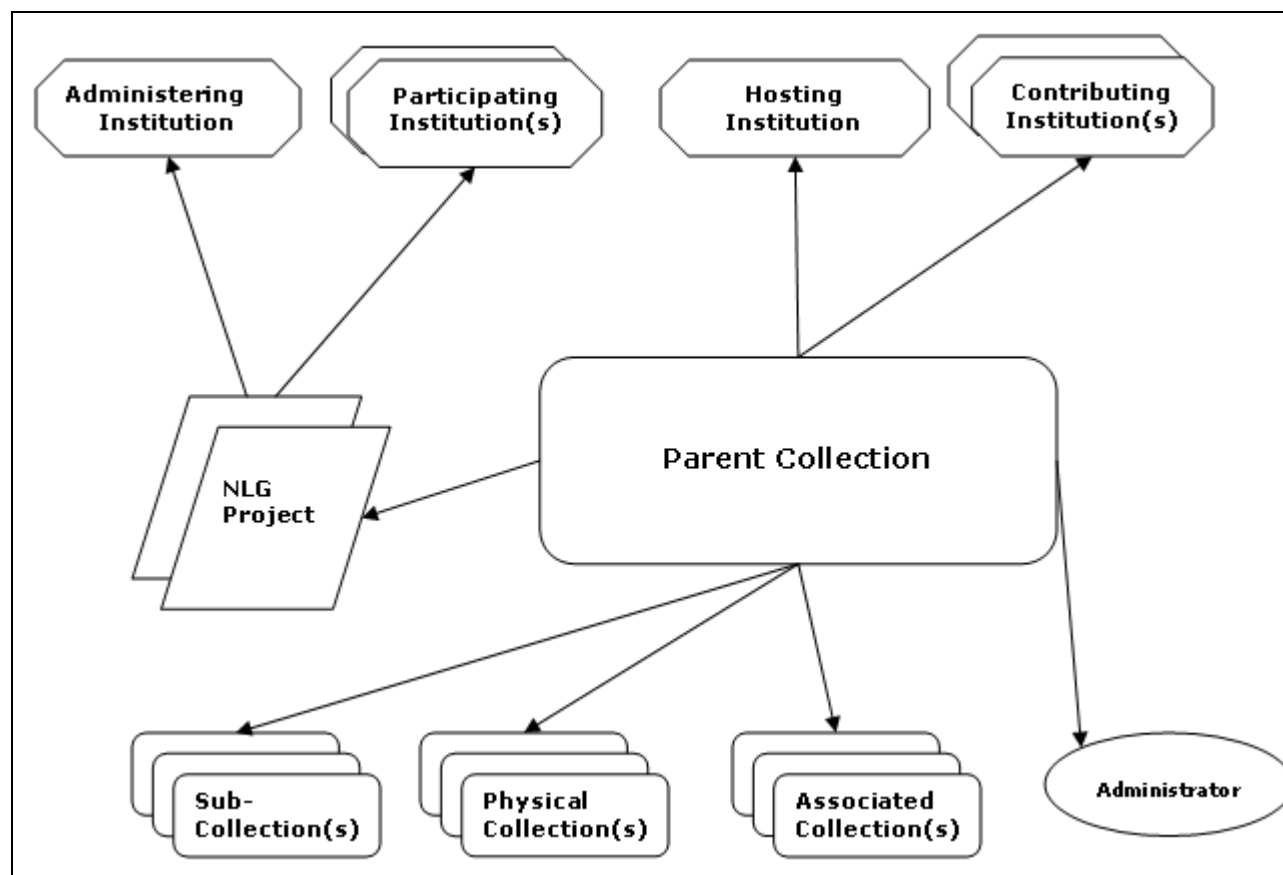 Administering
Institution
Participating
Institution(s)
Hosting
Institution
Contributing
Institution(s)
Parent Collection
NLG
Project
Sub-
Collection(s)
Physical
Collection(s)
Associated
Collection(s)
Administrator